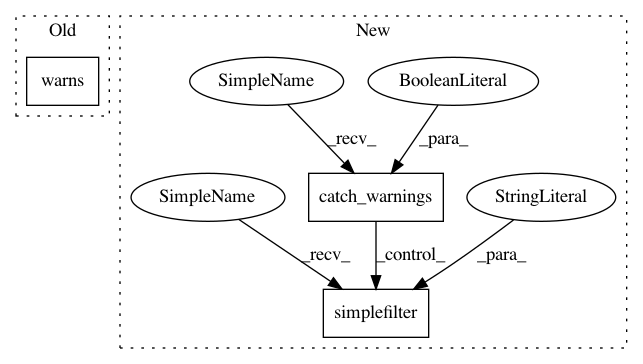 Old
New
warns
SimpleName
BooleanLiteral
_recv_
_para_
SimpleName
catch_warnings
StringLiteral
_recv_
_control_
_para_
simplefilter